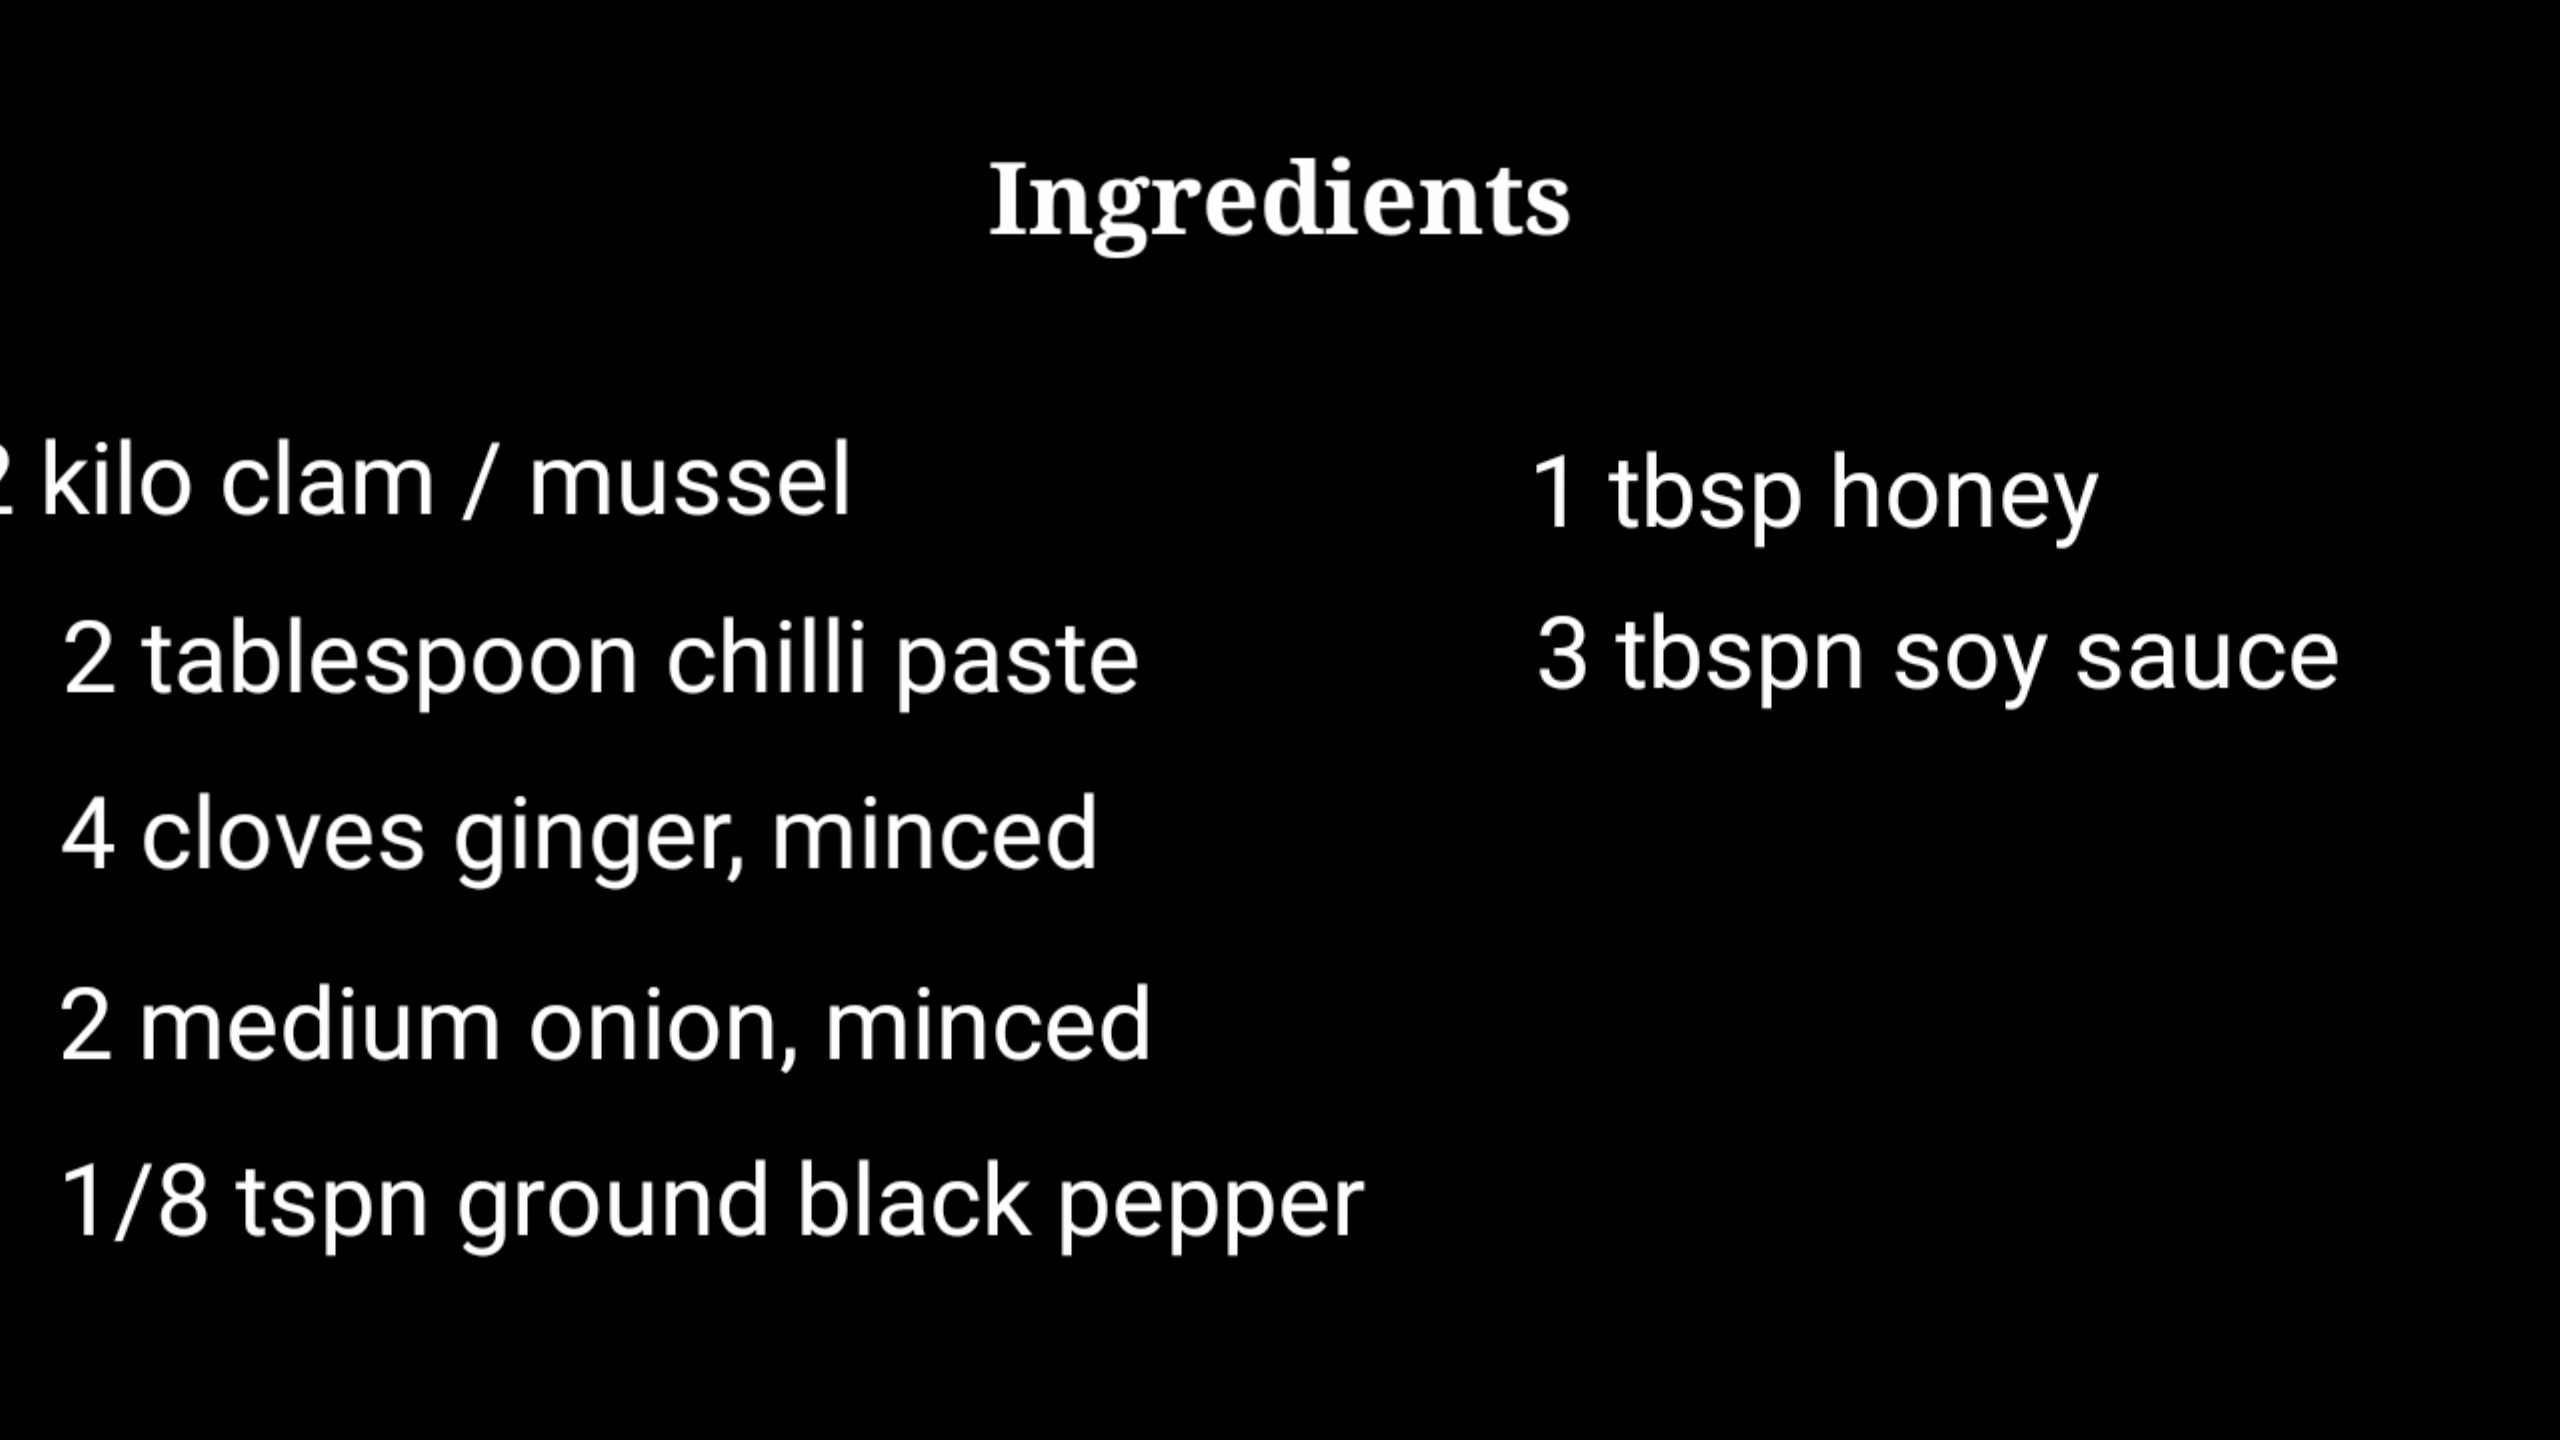 Ingredients
kilo clam / mussel
2 tablespoon chilli paste
4 cloves ginger, minced
2 medium onion, minced
1/8 tspn ground black pepper
1 tbsp honey
3 tbspn soy sauce